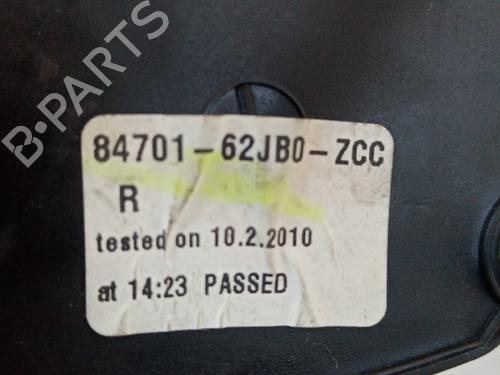 B-PARTS
84701-62JB0-ZCC
R
tested on 10.2.2010
at 14:23 PASSED